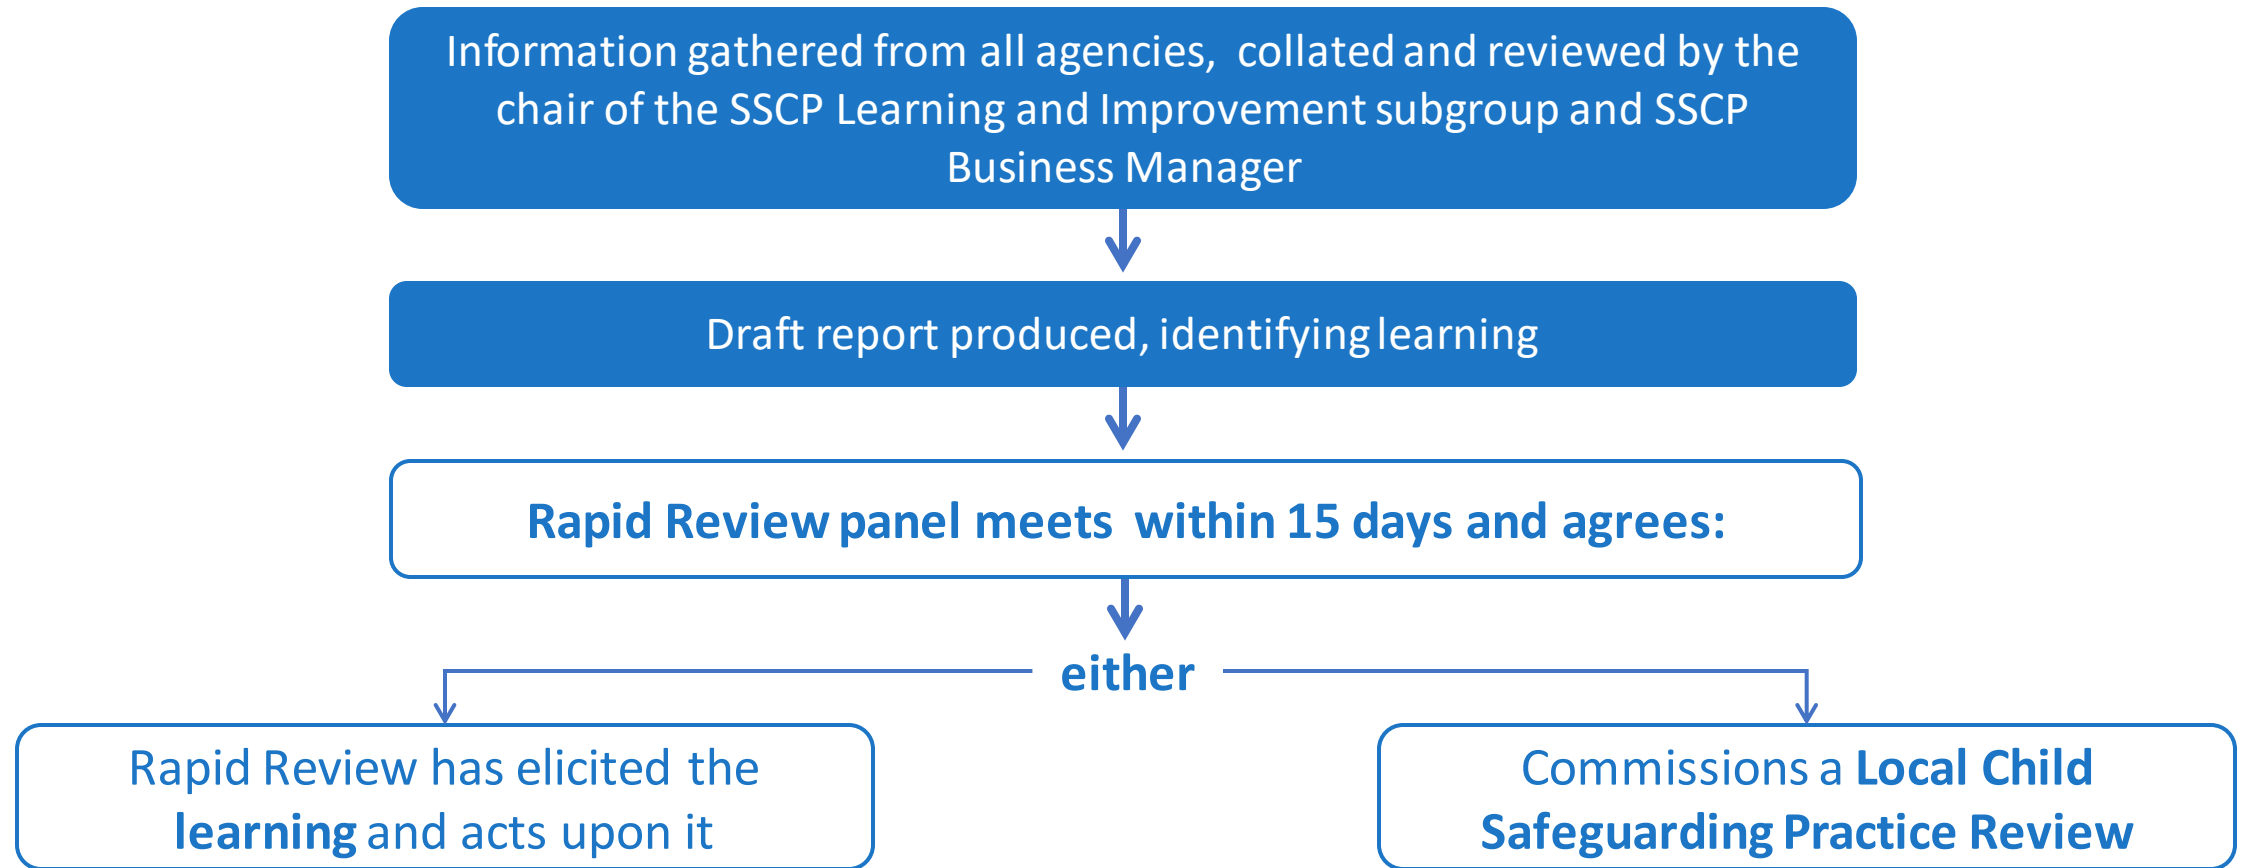 Information gathered from all agencies, collated and reviewed by the
chair of the SSCP Learning and Improvement subgroup and SSCP
Business Manager
Draft report produced, identifying learning
Rapid Review panel meets within 15 days and agrees:
either
Rapid Review has elicited the
learning and acts upon it
Commissions a Local Child
Safeguarding Practice Review